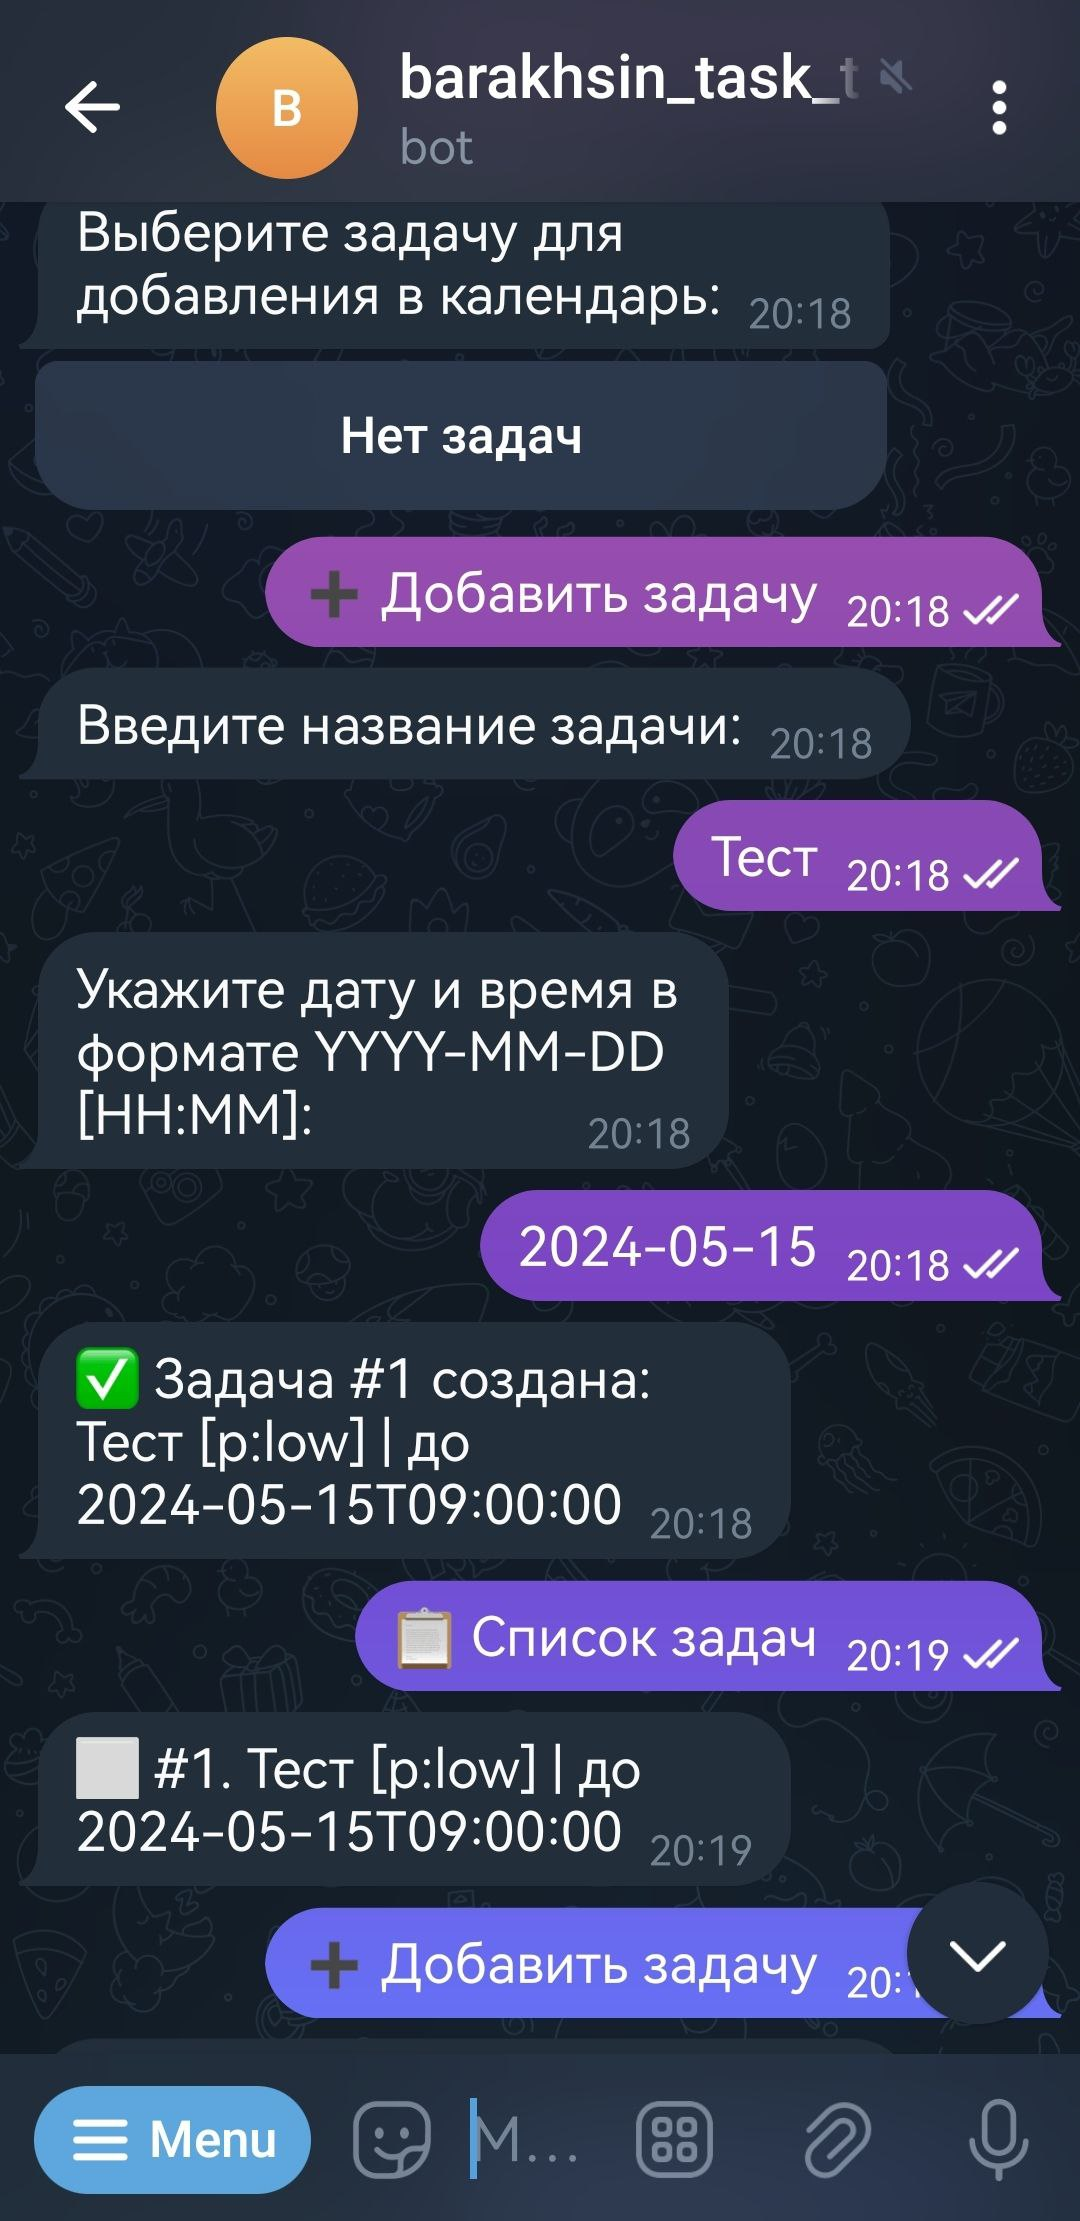 barakhsin_task_t
B
bot
Выберите задачу для
добавления в календарь: 20:18
Нет задач
➕ Добавить задачу 20:18
Введите название задачи: 20:18
Тест 20:18
Укажите дату и время в
формате YYYY-MM-DD
[HH:MM]: 20:18
2024-05-15 20:18
✅ Задача #1 создана:
Тест [p:low] | до
2024-05-15T09:00:00 20:18
📋 Список задач 20:19
⬜ #1. Тест [p:low] | до
2024-05-15T09:00:00 20:19
➕ Добавить задачу
Menu M...